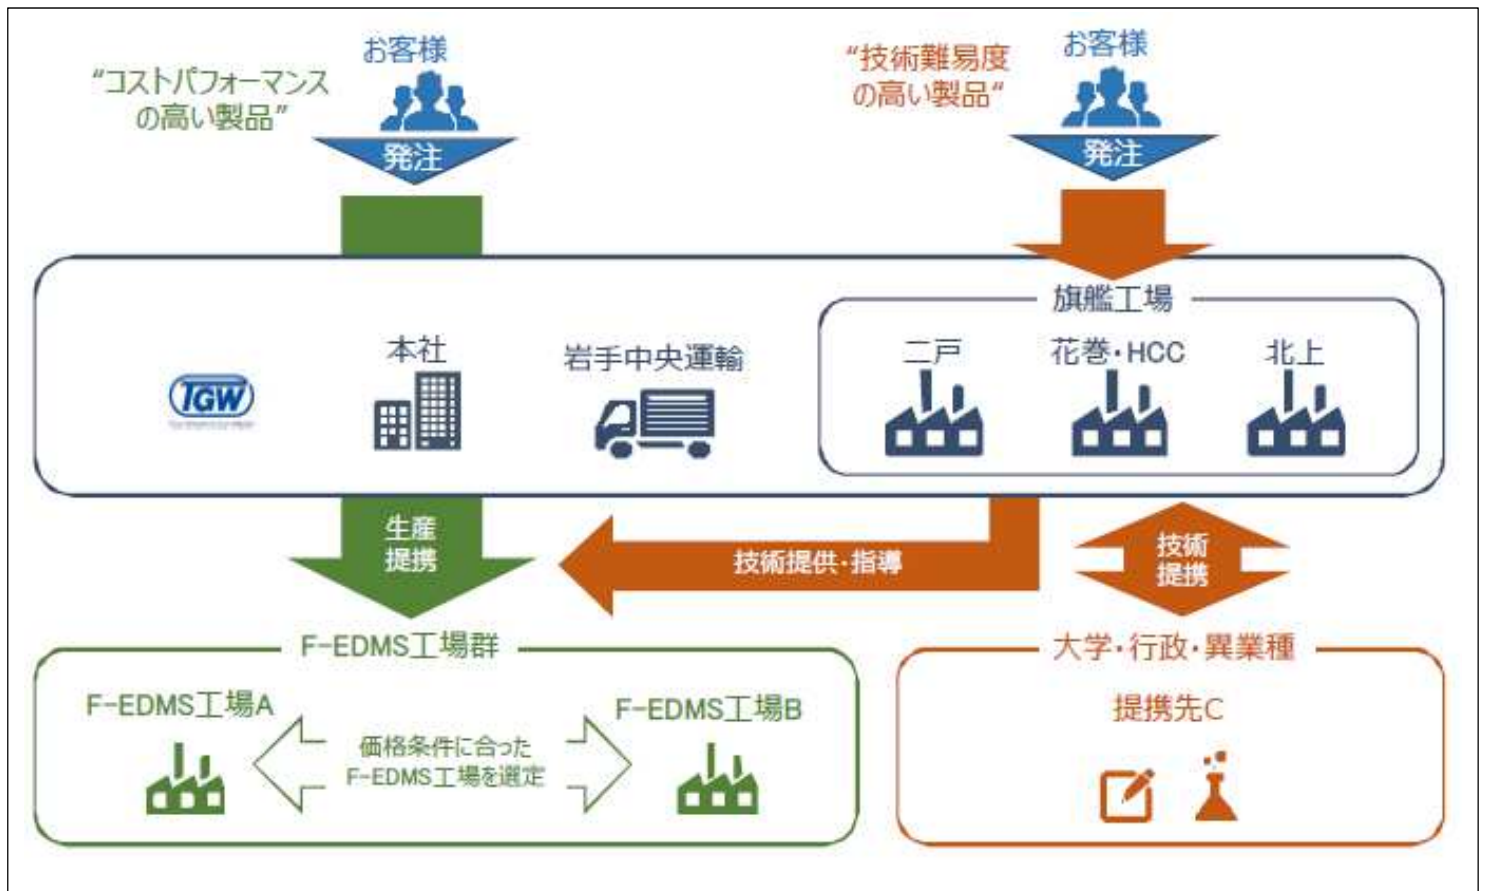 お客様
“コストパフォーマンス
の高い製品”
発注
お客様
“技術難易度
の高い製品“
発注
旗艦工場
本社
岩手中央運輸
二戸
花巻・HCC
北上
TGW
生産
提携
技術提供・指導
技術
提携
F-EDMS工場群
F-EDMS工場A
F-EDMS工場B
価格条件に合った
F-EDMS工場を選定
大学・行政・異業種
提携先C